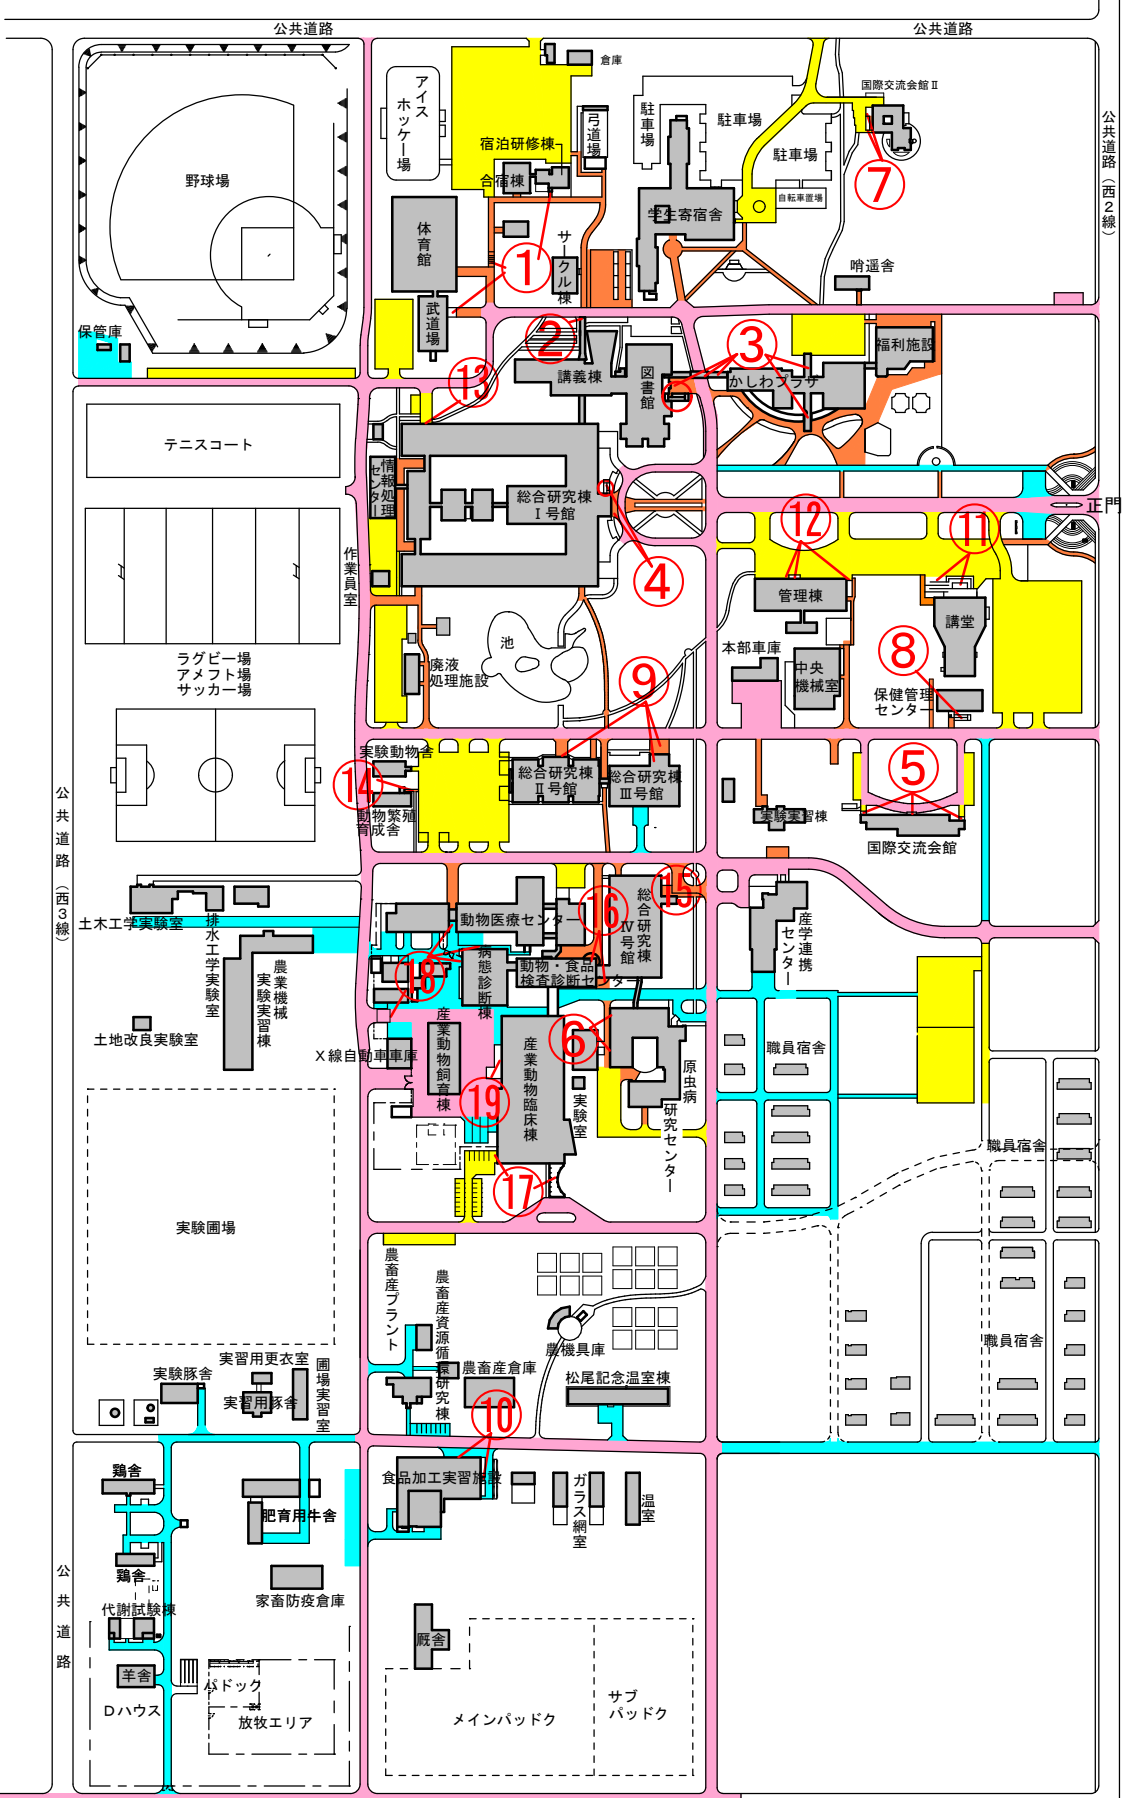 公共道路
公共道路
倉庫
国際交流会館Ⅱ
アイス
ホッケー場
駐車場
弓道場
駐車場
公共道路(西2線)
宿泊研修棟
駐車場
野球場
合宿棟
⑦
自転車置場
体育館
学生寄宿舎
サークル棟
①
哨遥舎
武道場
保管庫
②
③
福利施設
講義棟
図書館
かしわプラザ
⑬
テニスコート
情報処理
センター
総合研究棟
Ⅰ号館
正門
⑫
⑪
作業員室
④
管理棟
講堂
池
本部車庫
⑧
ラグビー場
アメフト場
サッカー場
廃液
処理施設
中央
機械室
保健管理
センター
⑨
実験動物舎
⑭
総合研究棟
Ⅱ号館
総合研究棟
Ⅲ号館
⑤
公共道路(西3線)
動物繁殖
育成舎
実験実習棟
国際交流会館
⑮
総合研究棟
Ⅳ号館
土木工学実験室
動物医療センター
⑯
産学連携
センター
排水工学実験室
農業機械
実験実習棟
病態診断棟
動物・食品
検査診断センター
⑱
土地改良実験室
産業動物飼育棟
産業動物臨床棟
⑥
職員宿舎
X線自動車車庫
原虫病
研究センター
⑲
実験室
職員宿舎
⑰
実験圃場
農畜産プラント
農畜産資源循環研究棟
農機具庫
職員宿舎
実習用更衣室
実験豚舎
圃場実習室
農畜産倉庫
松尾記念温室棟
実習用豚舎
⑩
鶏舎
食品加工実習施設
ガラス網室
温室
肥育用牛舎
公共道路
鶏舎
家畜防疫倉庫
代謝試験棟
厩舎
羊舎
パドック
Dハウス
放牧エリア
メインパッドク
サブ
パッドク